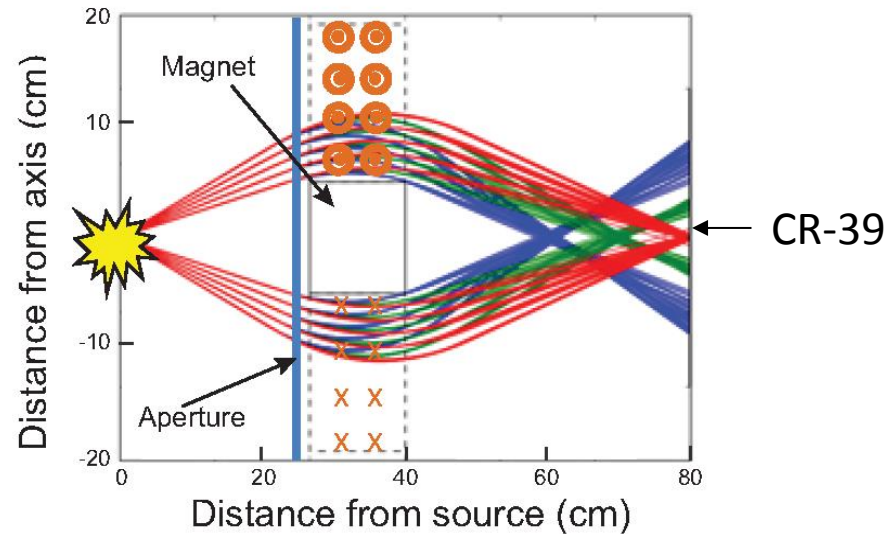 20
Magnet
10
Distance from axis (cm)
0
CR-39
-10
Aperture
X X
X X
X X
X X
-20
0 20 40 60 80
Distance from source (cm)